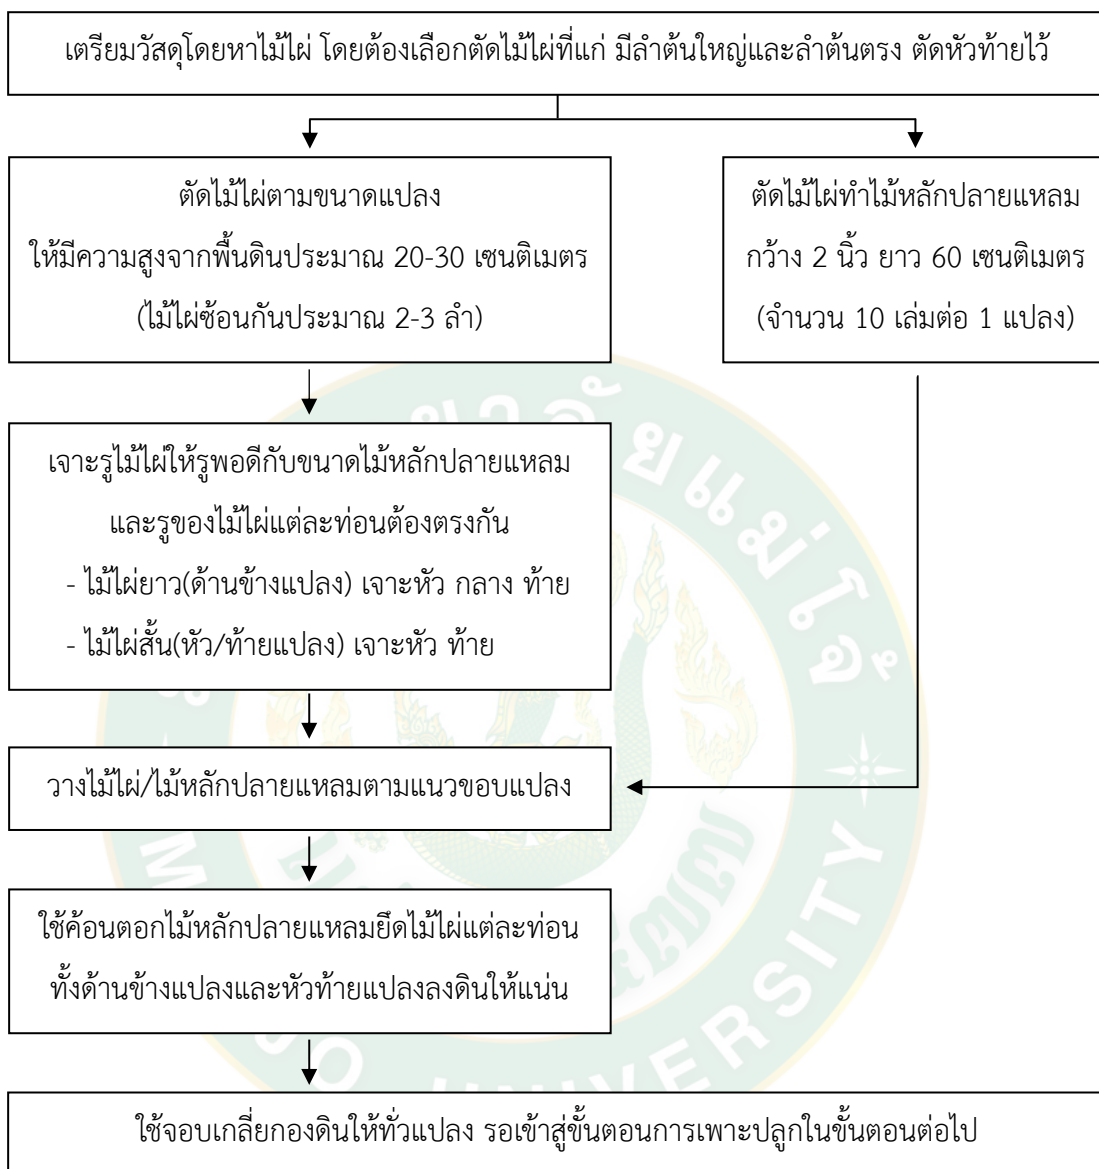 เตรียมวัสดุโดยหาไม้ไผ่ โดยต้องเลือกตัดไม้ไผ่ที่แก่ มีลำต้นใหญ่และลำต้นตรง ตัดหัวท้ายไว้
ตัดไม้ไผ่ตามขนาดแปลง
ให้มีความสูงจากพื้นดินประมาณ 20-30 เซนติเมตร
(ไม้ไผ่ซ้อนกันประมาณ 2-3 ลำ)
ตัดไม้ไผ่ทำไม้หลักปลายแหลม
กว้าง 2 นิ้ว ยาว 60 เซนติเมตร
(จำนวน 10 เล่มต่อ 1 แปลง)
เจาะรูไม้ไผ่ให้รูพอดีกับขนาดไม้หลักปลายแหลม
และรูของไม้ไผ่แต่ละท่อนต้องตรงกัน
- ไม้ไผ่ยาว(ด้านข้างแปลง) เจาะหัว กลาง ท้าย
- ไม้ไผ่สั้น(หัว/ท้ายแปลง) เจาะหัว ท้าย
วางไม้ไผ่/ไม้หลักปลายแหลมตามแนวขอบแปลง
ใช้ค้อนตอกไม้หลักปลายแหลมยึดไม้ไผ่แต่ละท่อน
ทั้งด้านข้างแปลงและหัวท้ายแปลงลงดินให้แน่น
ใช้จอบเกลี่ยกองดินให้ทั่วแปลง รอเข้าสู่ขั้นตอนการเพาะปลูกในขั้นตอนต่อไป